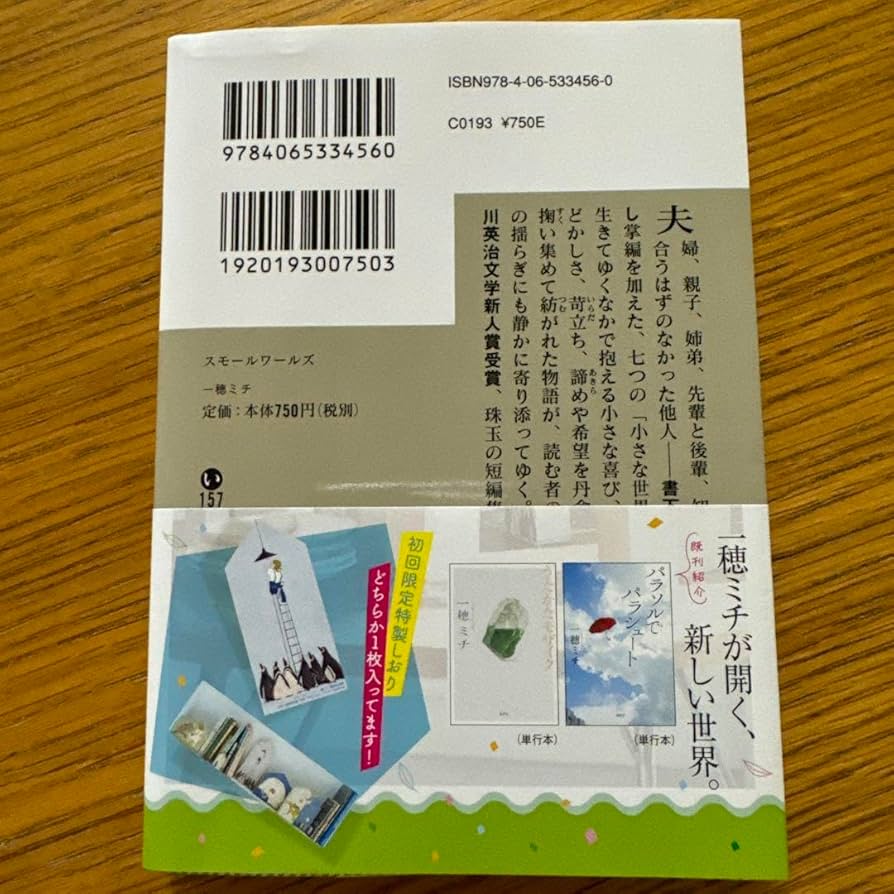 ISBN978-4-06-533456-0
C0193 ¥750E
9784065334560
1920193007503
夫婦、親子、姉弟、先輩と後輩、知
合うはずのなかった他人――書下
し掌編を加えた、七つの「小さな世界
生きてゆくなかで抱える小さな喜び、
どかしさ、苛立ち、諦めや希望を丹念
掬い集めて紡がれた物語が、読む者の
の揺らぎにも静かに寄り添ってゆく。
川英治文学新人賞受賞、珠玉の短編集
スモールワールズ
一穂ミチ
定価:本体750円(税別)
い
157
一穂ミチが開く、
新しい世界。
既刊紹介
パラソルで
パラシュート
一穂ミチ
(単行本)
一穂ミチ
(単行本)
初回限定特製しおり
どちらか1枚入ってます!